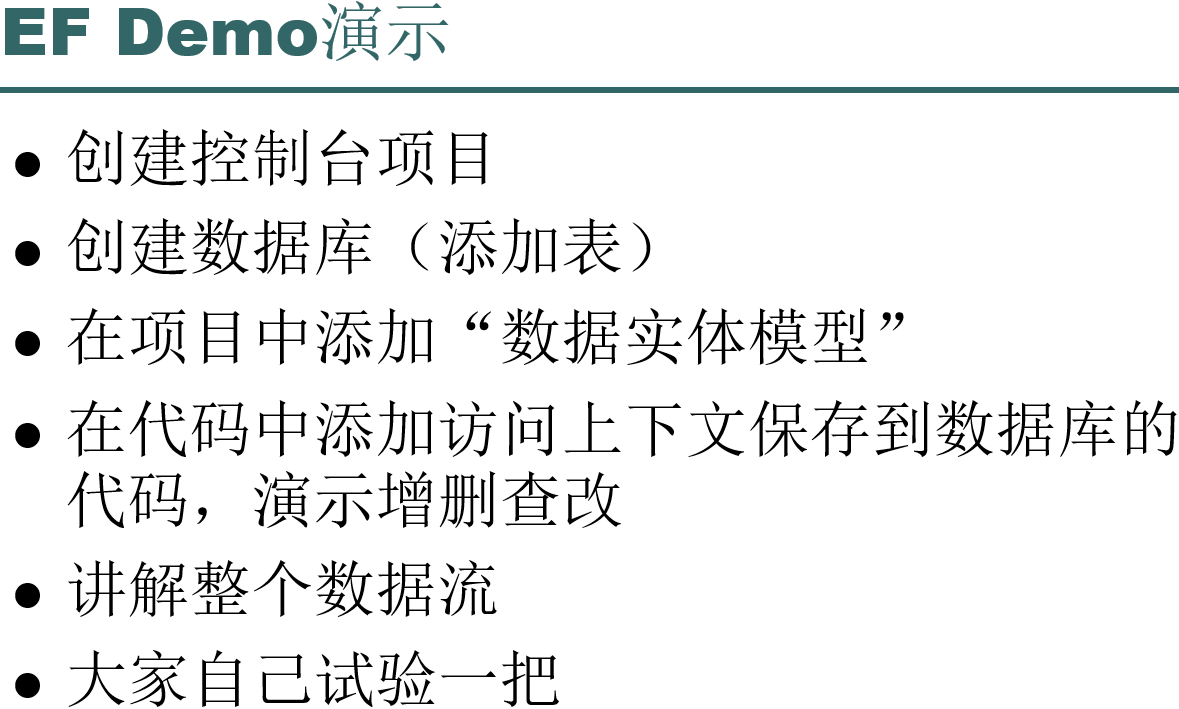 EF Demo演示
● 创建控制台项目
● 创建数据库（添加表）
● 在项目中添加“数据实体模型”
● 在代码中添加访问上下文保存到数据库的
代码，演示增删查改
● 讲解整个数据流
● 大家自己试验一把